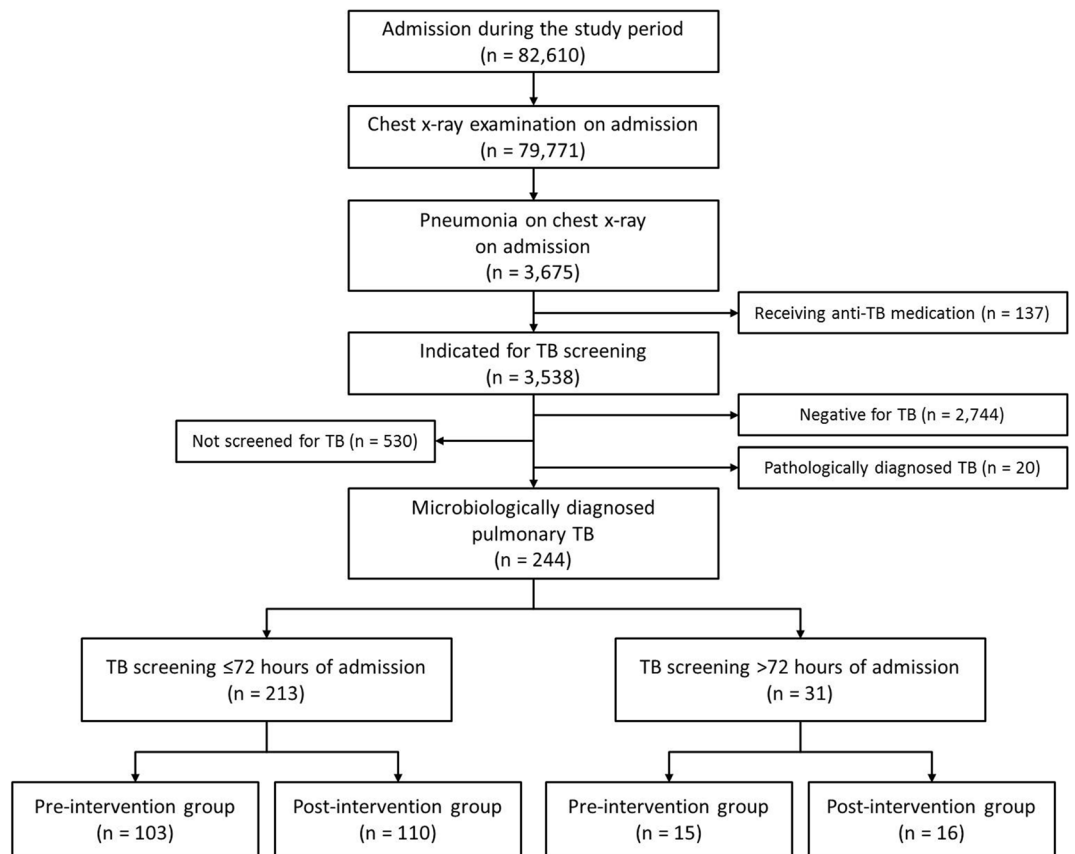 Admission during the study period
(n = 82,610)
Chest x-ray examination on admission
(n = 79,771)
Pneumonia on chest x-ray
on admission
(n = 3,675)
Receiving anti-TB medication (n = 137)
Indicated for TB screening
(n = 3,538)
Negative for TB (n = 2,744)
Not screened for TB (n = 530)
Pathologically diagnosed TB (n = 20)
Microbiologically diagnosed
pulmonary TB
(n = 244)
TB screening ≤72 hours of admission
(n = 213)
TB screening >72 hours of admission
(n = 31)
Pre-intervention group
(n = 103)
Post-intervention group
(n = 110)
Pre-intervention group
(n = 15)
Post-intervention group
(n = 16)